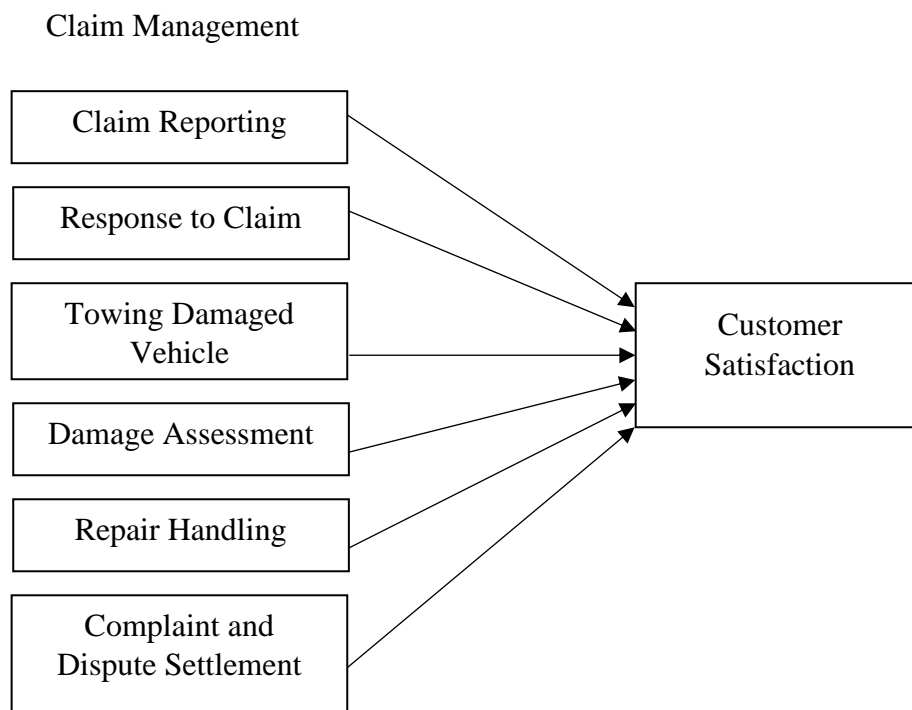 Claim Management
Claim Reporting
Response to Claim
Towing Damaged
Vehicle
Damage Assessment
Repair Handling
Complaint and
Dispute Settlement
Customer
Satisfaction